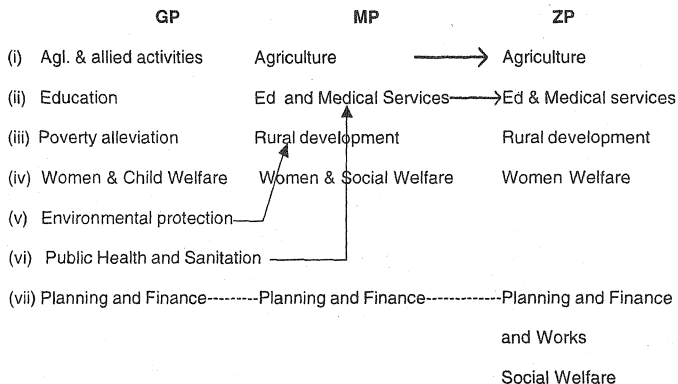 GP MP ZP
(i) Agl. & allied activities Agriculture Agriculture
(ii) Education Ed and Medical Services Ed & Medical services
(iii) Poverty alleviation Rural development Rural development
(iv) Women & Child Welfare Women & Social Welfare Women Welfare
(v) Environmental protection
(vi) Public Health and Sanitation
(vii) Planning and Finance Planning and Finance Planning and Finance
and Works
Social Welfare